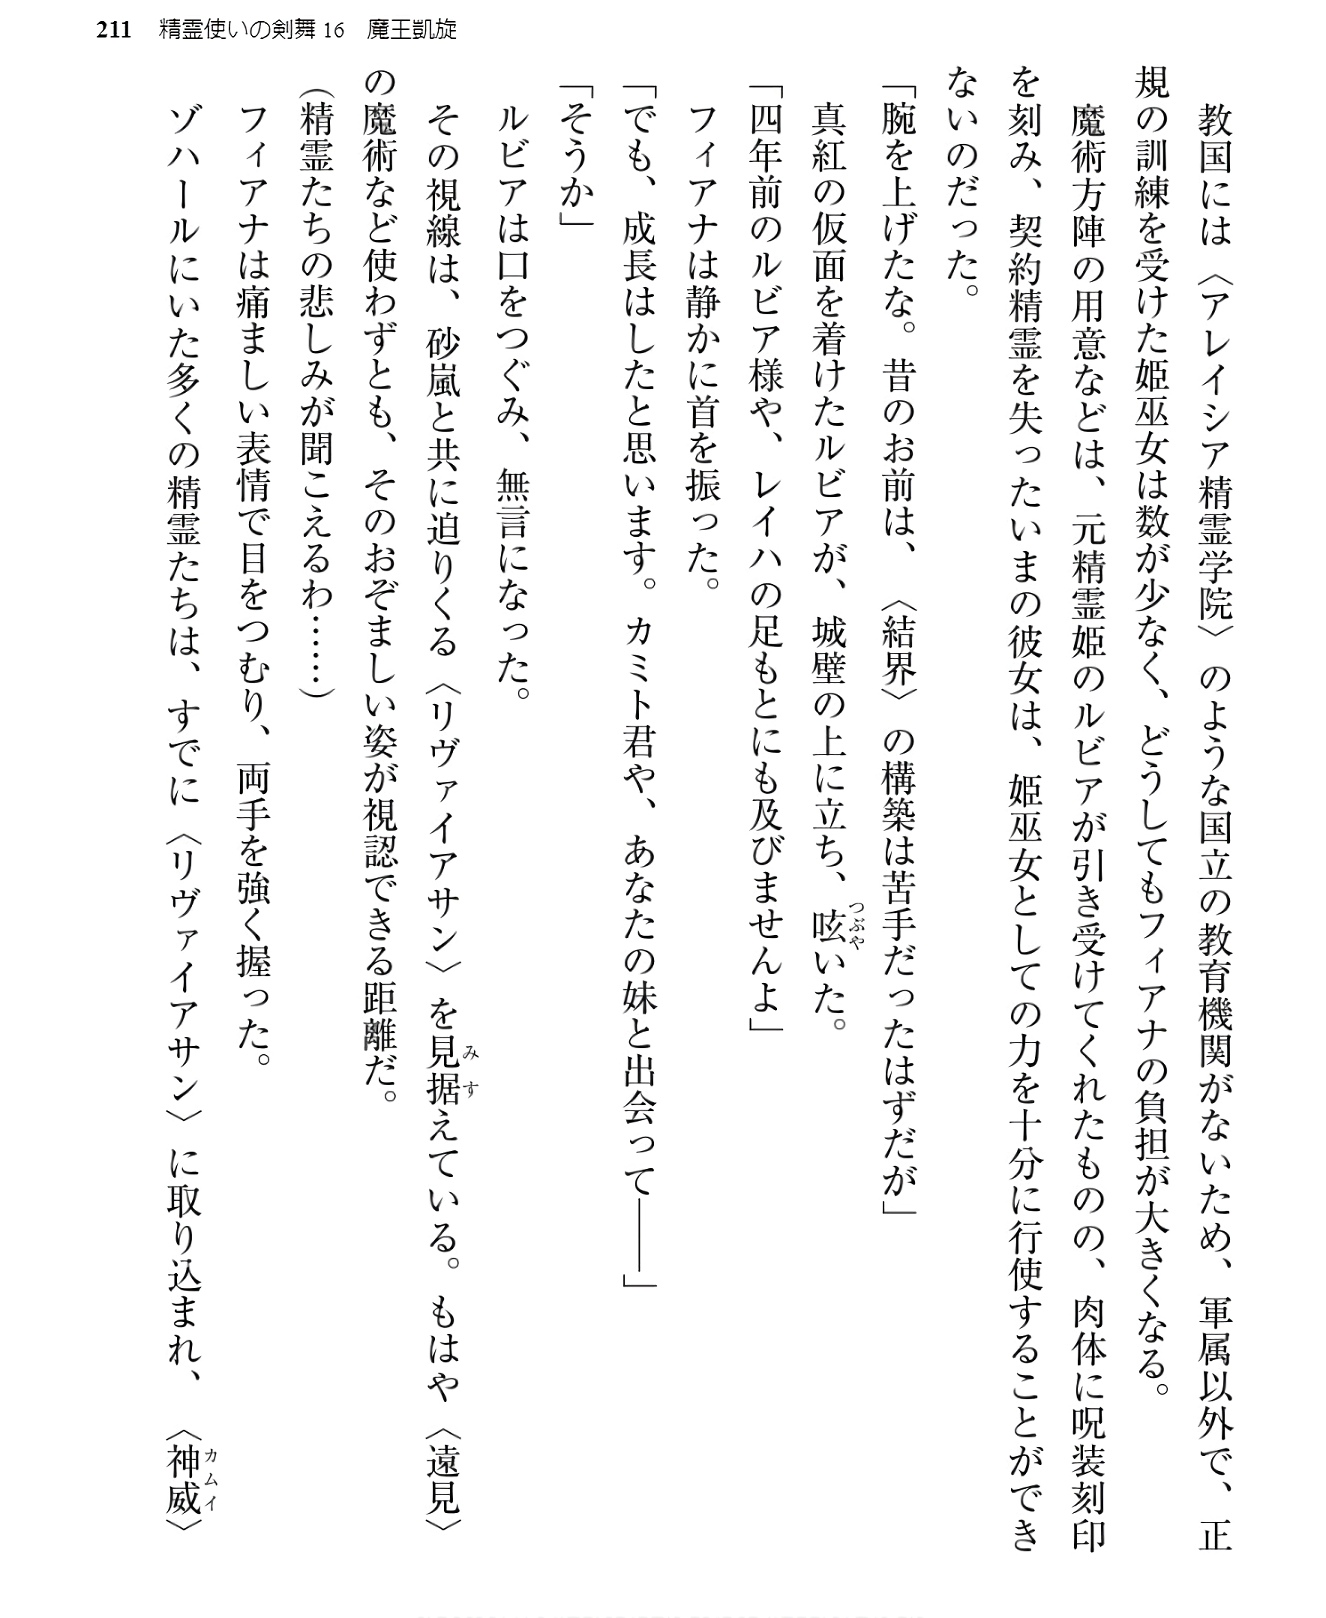 211 精霊使いの剣舞16 魔王凱旋
教国には〈アレイシア精霊学院〉のような国立の教育機関がないため、軍属以外で、正
規の訓練を受けた姫巫女は数が少なく、どうしてもフィアナの負担が大きくなる。
魔術方陣の用意などは、元精霊姫のルビアが引き受けてくれたものの、肉体に呪装刻印
を刻み、契約精霊を失ったいまの彼女は、姫巫女としての力を十分に行使することができ
ないのだった。
「腕を上げたな。昔のお前は、〈結界〉の構築は苦手だったはずだが」
真紅の仮面を着けたルビアが、城壁の上に立ち、呟いた。
つぶや
「四年前のルビア様や、レイハの足もとにも及びませんよ」
フィアナは静かに首を振った。
「でも、成長はしたと思います。カミト君や、あなたの妹と出会って――」
「そうか」
ルビアは口をつぐみ、無言になった。
その視線は、砂嵐と共に迫りくる〈リヴァイアサン〉を見据えている。もはや〈遠見〉
みす
の魔術など使わずとも、そのおぞましい姿が視認できる距離だ。
(精霊たちの悲しみが聞こえるわ……)
フィアナは痛ましい表情で目をつむり、両手を強く握った。
ゾハールにいた多くの精霊たちは、すでに〈リヴァイアサン〉に取り込まれ、〈神威〉
カムイ